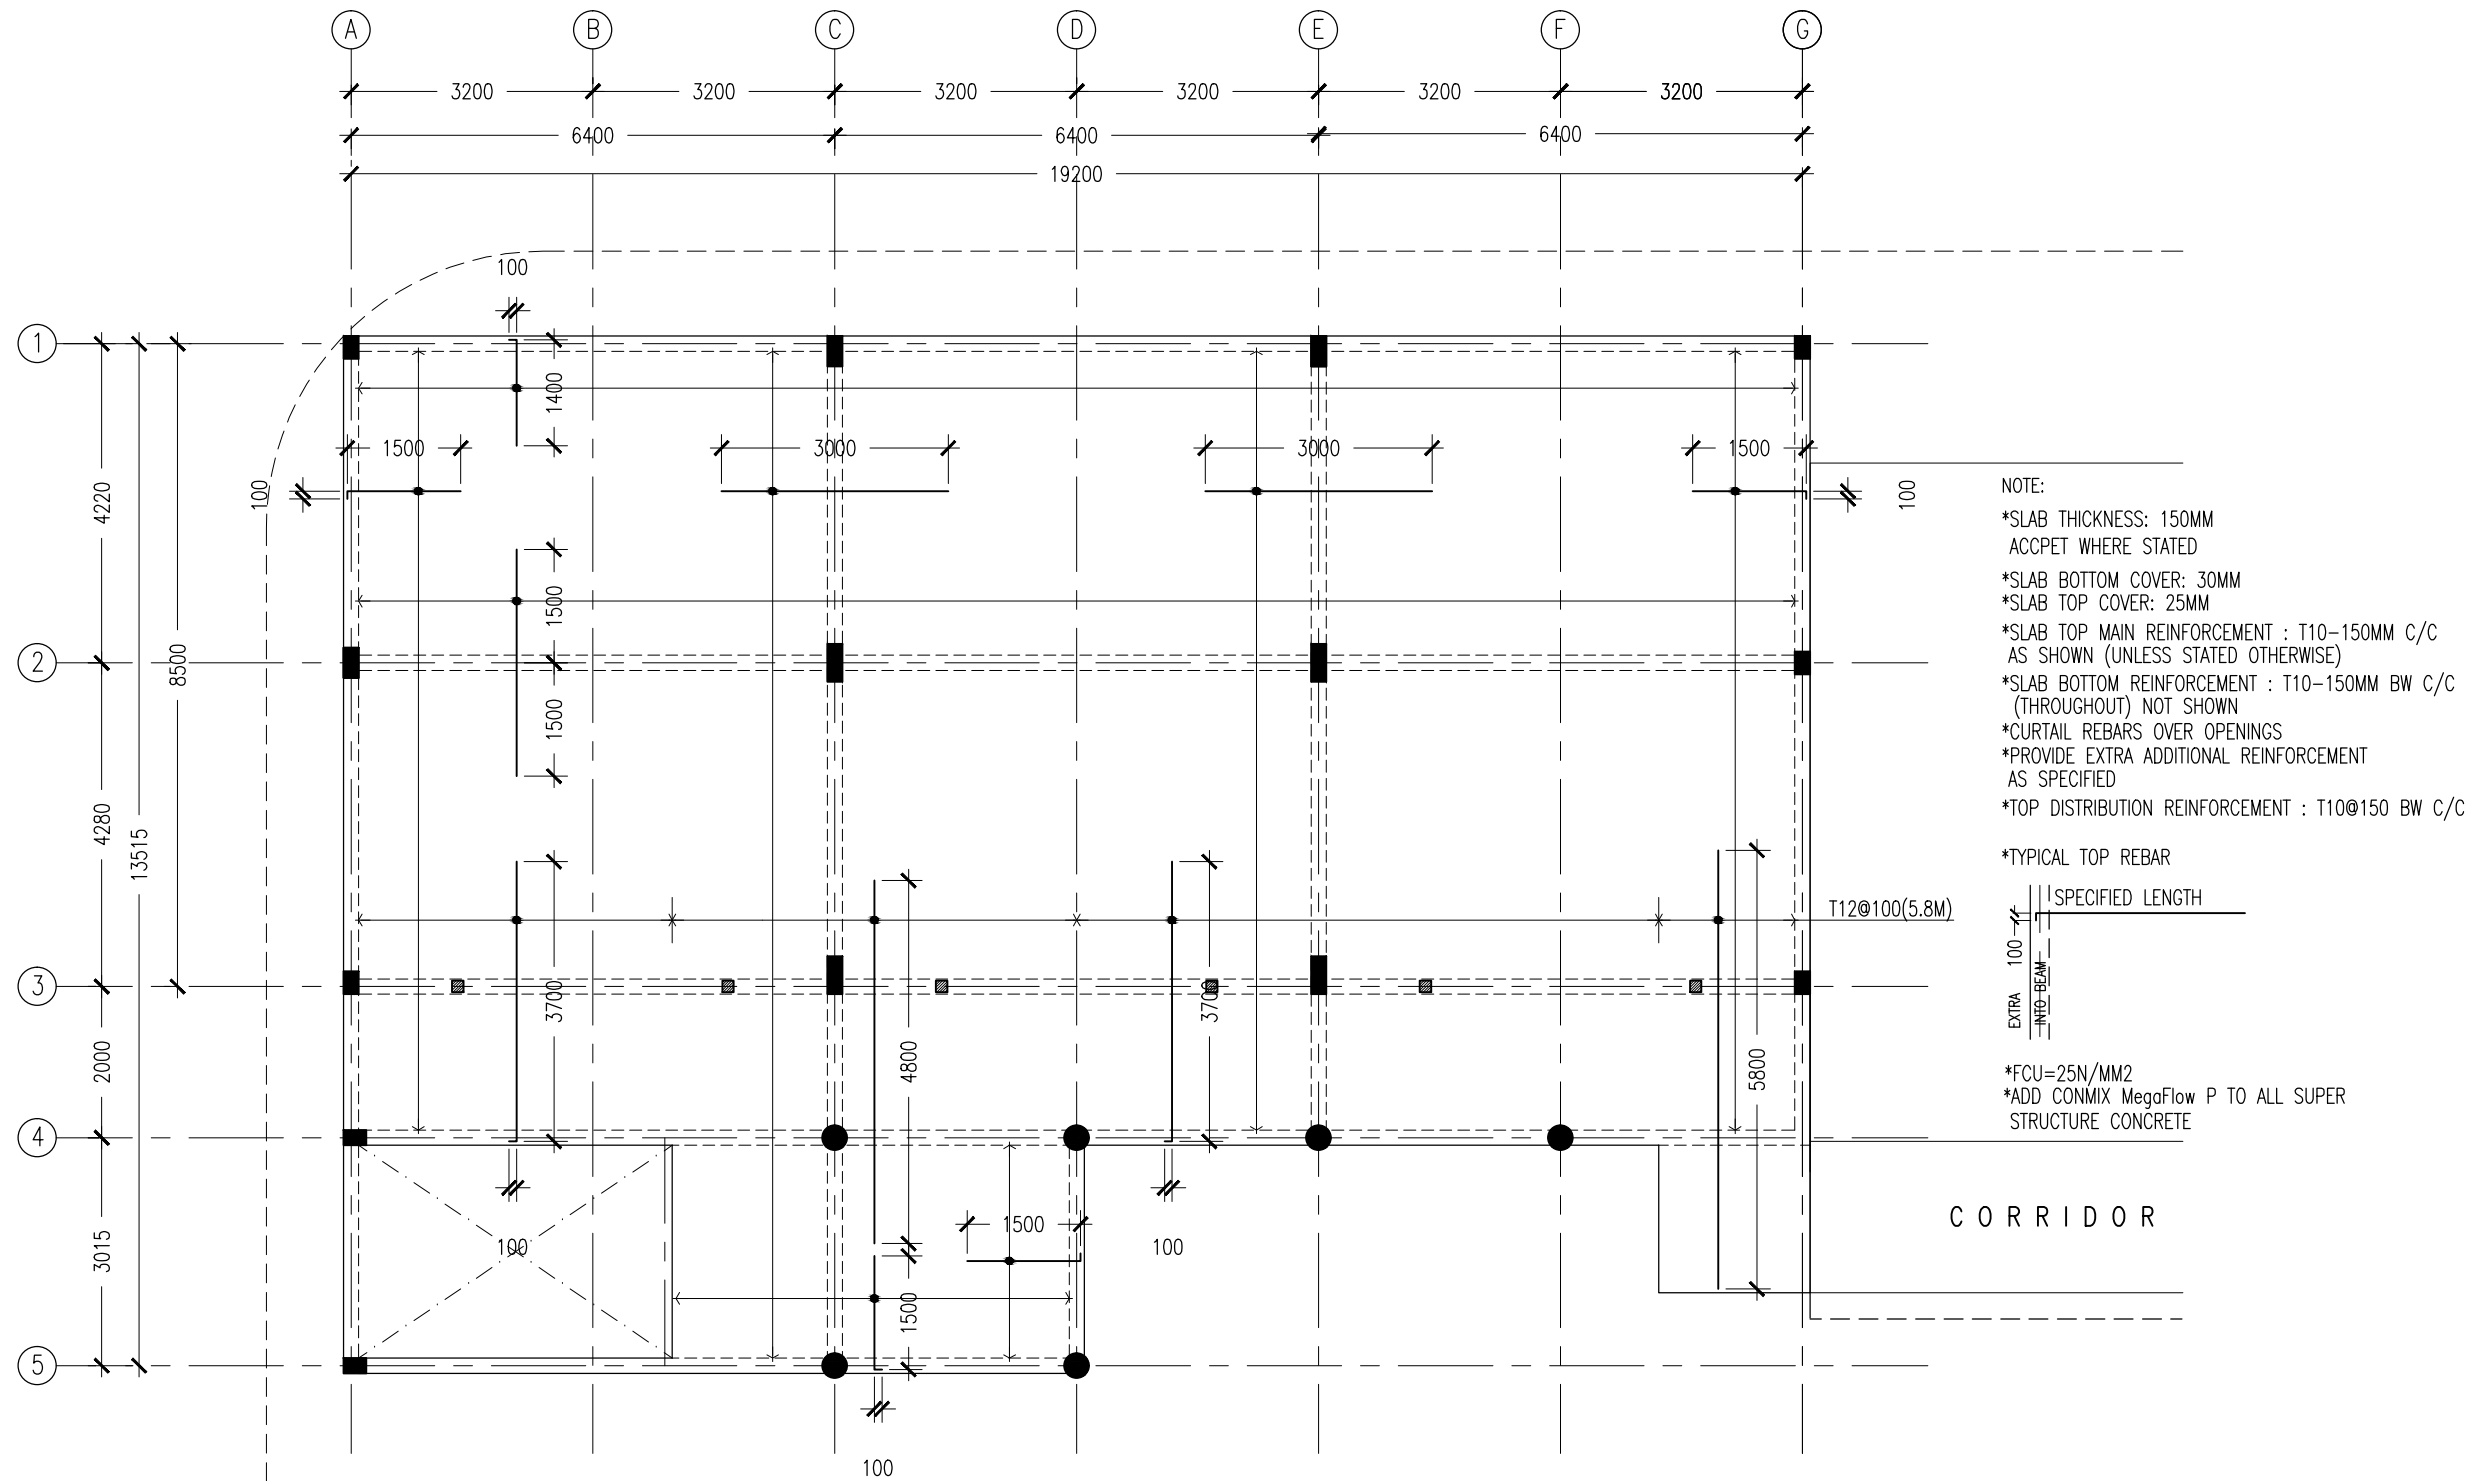 A B C D E F G
3200 3200 3200 3200 3200 3200
6400 6400 6400
19200
100
1
1400
1500 3000 3000 1500
100 100
4220
1500
2
8500
1500
4280
13515
T12@100(5.8M)
3
3700 3700
2000
4800
5800
4
1500
100 100
3015
1500
5
100
NOTE:
*SLAB THICKNESS: 150MM
ACCPET WHERE STATED
*SLAB BOTTOM COVER: 30MM
*SLAB TOP COVER: 25MM
*SLAB TOP MAIN REINFORCEMENT : T10-150MM C/C
AS SHOWN (UNLESS STATED OTHERWISE)
*SLAB BOTTOM REINFORCEMENT : T10-150MM BW C/C
(THROUGHOUT) NOT SHOWN
*CURTAIL REBARS OVER OPENINGS
*PROVIDE EXTRA ADDITIONAL REINFORCEMENT
AS SPECIFIED
*TOP DISTRIBUTION REINFORCEMENT : T10@150 BW C/C
*TYPICAL TOP REBAR
SPECIFIED LENGTH
EXTRA 100
INTO BEAM
*FCU=25N/MM2
*ADD CONMIX MegaFlow P TO ALL SUPER
STRUCTURE CONCRETE
CORRIDOR